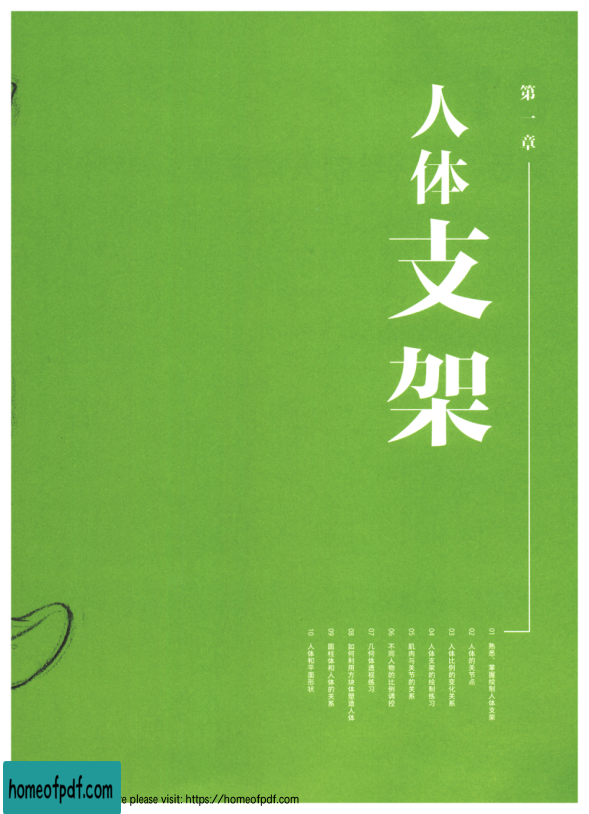 第一章
人体支架
01 熟悉、掌握绘制人体支架
02 人体的关节点
03 人体比例的变化关系
04 人体支架的绘制练习
05 肌肉与关节的关系
06 不同人物的比例调控
07 几何体透视练习
08 如何利用方块体塑造人体
09 圆柱体和人体的关系
10 人体和平面形状
homeofpdf.com
re please visit: https://homeofpdf.com